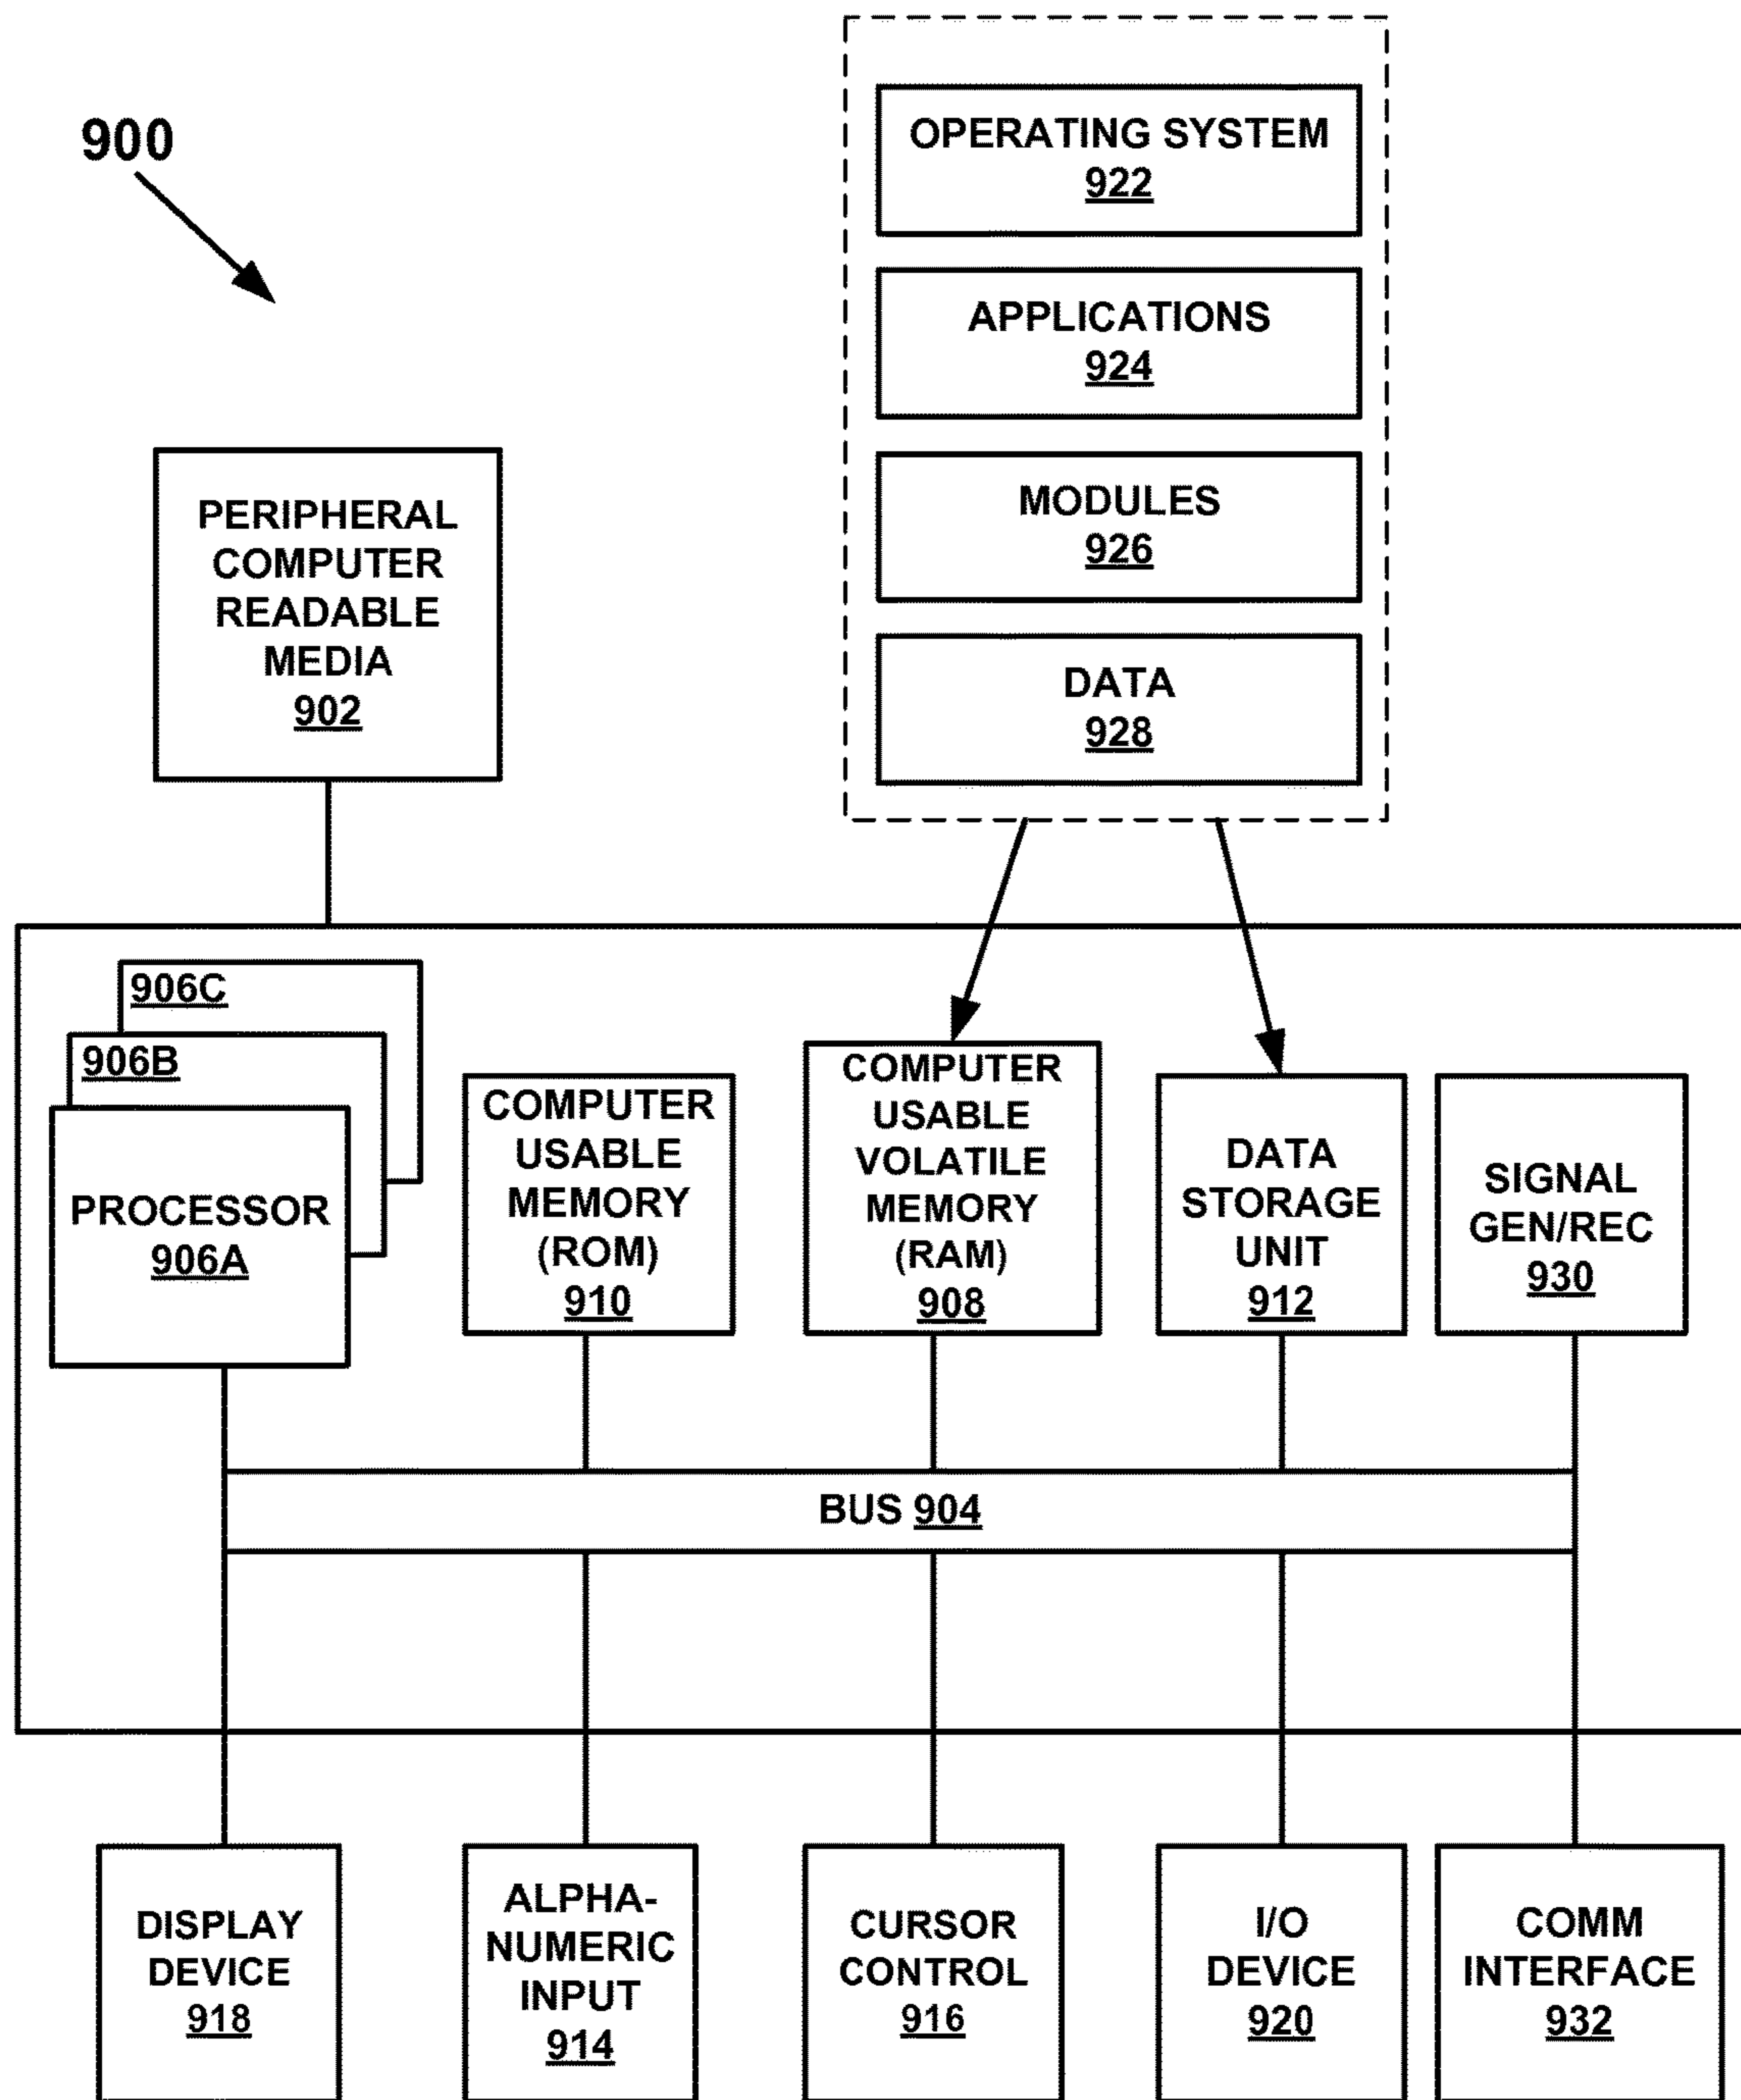 900
OPERATING SYSTEM
922
APPLICATIONS
924
MODULES
926
DATA
928
PERIPHERAL
COMPUTER
READABLE
MEDIA
902
906C
906B
PROCESSOR
906A
COMPUTER
USABLE
MEMORY
(ROM)
910
COMPUTER
USABLE
VOLATILE
MEMORY
(RAM)
908
DATA
STORAGE
UNIT
912
SIGNAL
GEN/REC
930
BUS 904
DISPLAY
DEVICE
918
ALPHA-
NUMERIC
INPUT
914
CURSOR
CONTROL
916
I/O
DEVICE
920
COMM
INTERFACE
932